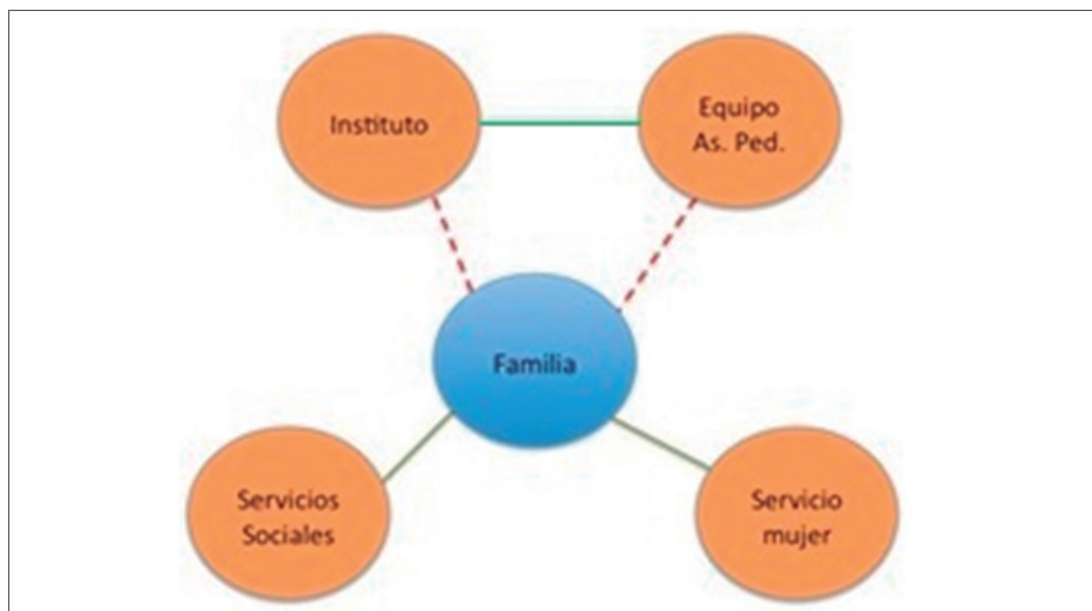 Instituto
Equipo
As. Ped.
Familia
Servicios
Sociales
Servicio
mujer